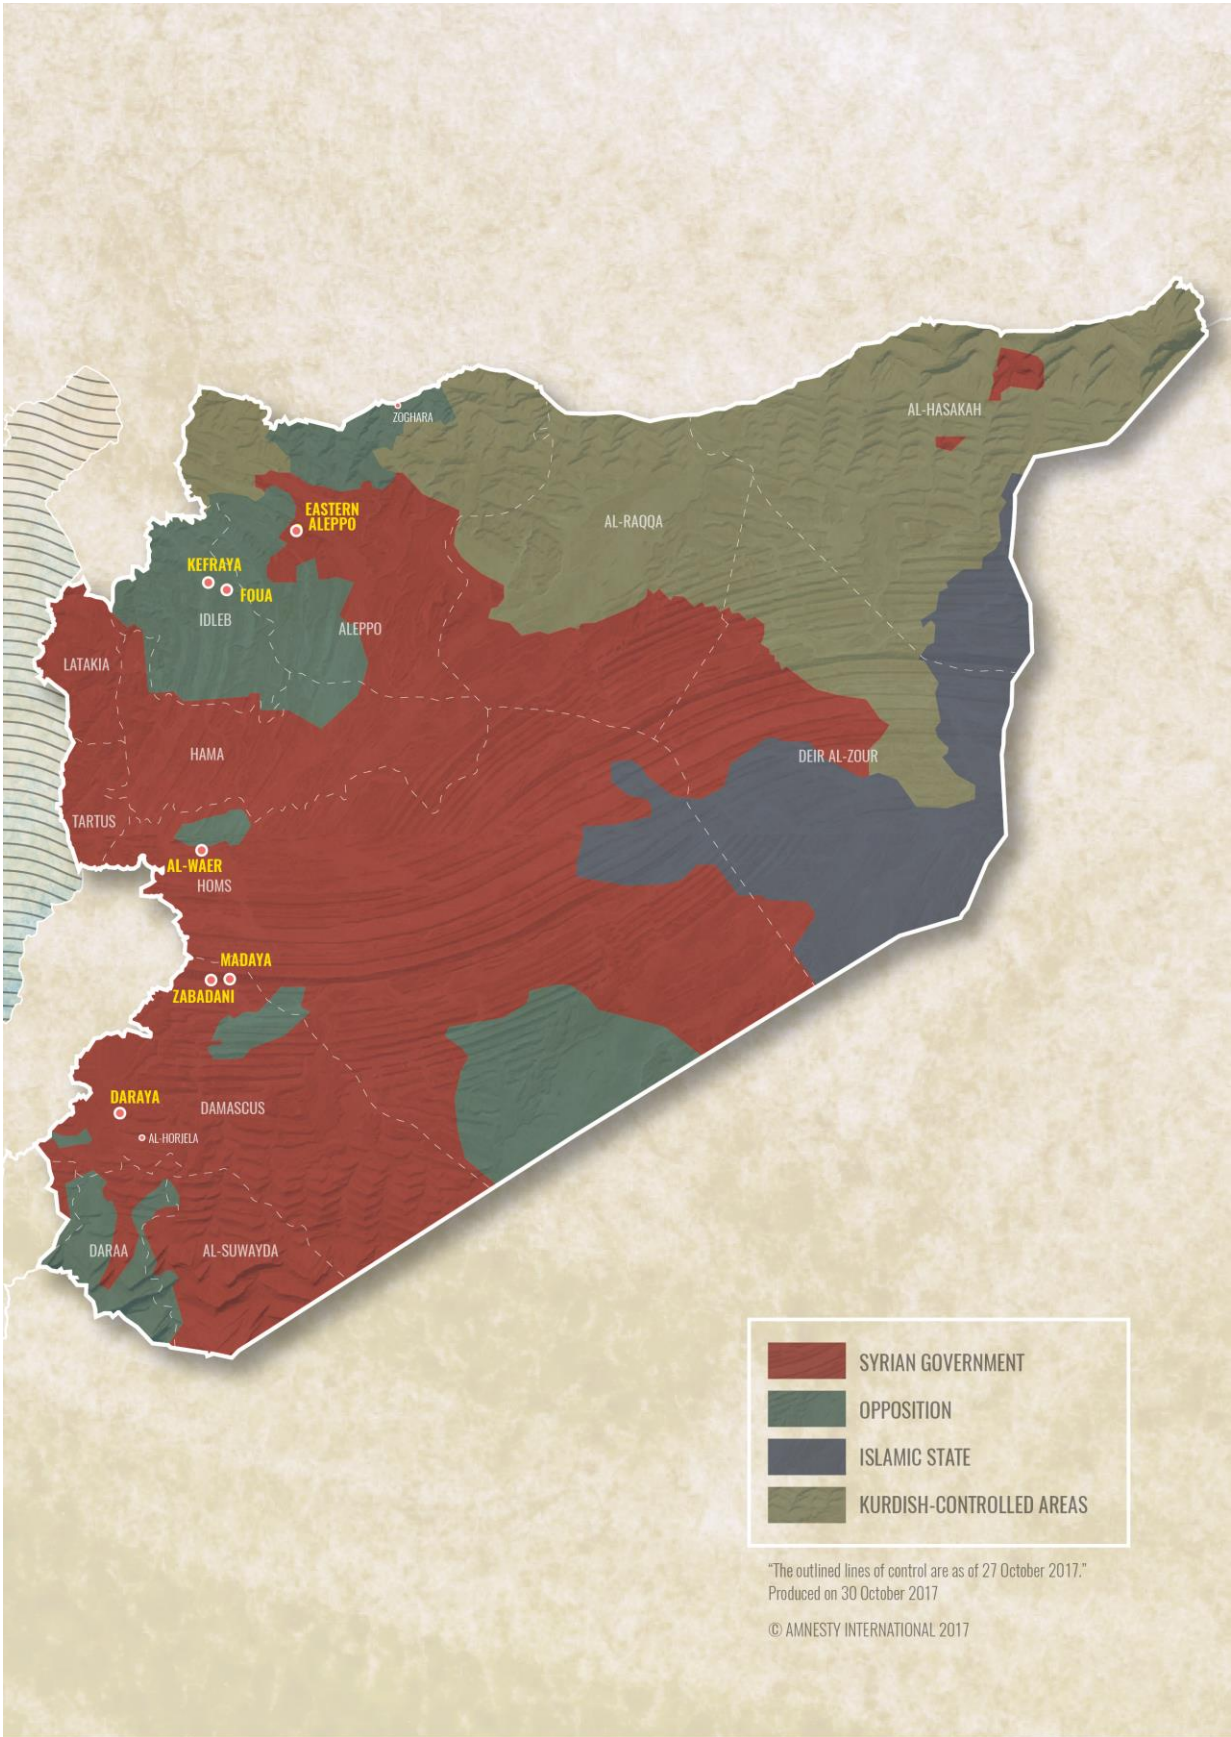 ZOGHARA
AL-HASAKAH
EASTERN
ALEPPO
AL-RAQQA
KEFRAYA
FOUA
IDLEB
ALEPPO
LATAKIA
HAMA
DEIR AL-ZOUR
TARTUS
AL-WAER
HOMS
MADAYA
ZABADANI
DARAYA
DAMASCUS
AL-HORJELA
DARAA
AL-SUWAYDA
SYRIAN GOVERNMENT
OPPOSITION
ISLAMIC STATE
KURDISH-CONTROLLED AREAS
“The outlined lines of control are as of 27 October 2017.”
Produced on 30 October 2017
© AMNESTY INTERNATIONAL 2017